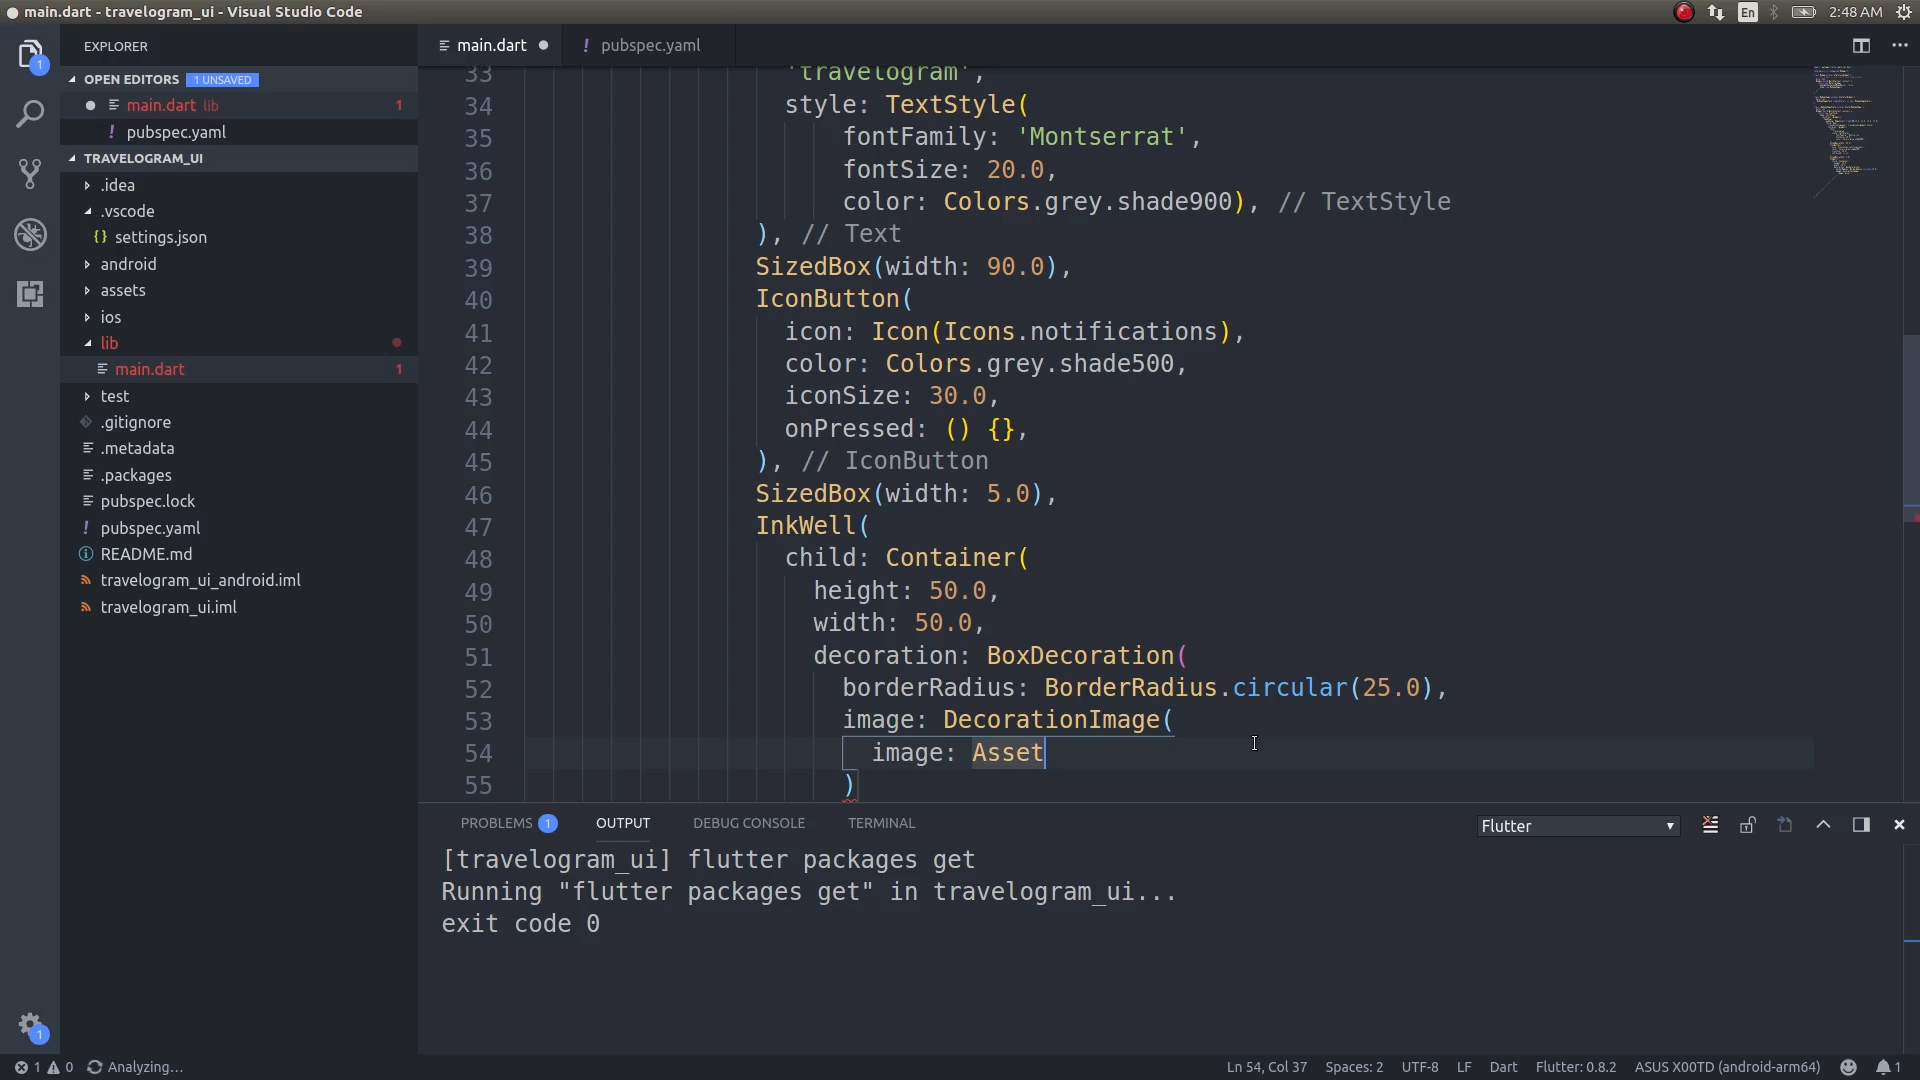 main.dart - travelogram_ui - Visual Studio Code
En
2:48 AM
EXPLORER
1
OPEN EDITORS 1 UNSAVED
main.dart lib 1
! pubspec.yaml
TRAVELOGRAM_UI
.idea
.vscode
{} settings.json
android
assets
ios
lib
main.dart 1
test
.gitignore
.metadata
.packages
pubspec.lock
! pubspec.yaml
README.md
travelogram_ui_android.iml
travelogram_ui.iml
1
main.dart
! pubspec.yaml
33 'travelogram',
34 style: TextStyle(
35 fontFamily: 'Montserrat',
36 fontSize: 20.0,
37 color: Colors.grey.shade900), // TextStyle
38 ), // Text
39 SizedBox(width: 90.0),
40 IconButton(
41 icon: Icon(Icons.notifications),
42 color: Colors.grey.shade500,
43 iconSize: 30.0,
44 onPressed: () {},
45 ), // IconButton
46 SizedBox(width: 5.0),
47 InkWell(
48 child: Container(
49 height: 50.0,
50 width: 50.0,
51 decoration: BoxDecoration(
52 borderRadius: BorderRadius.circular(25.0),
53 image: DecorationImage(
54 image: Asset
55 )
PROBLEMS 1 OUTPUT DEBUG CONSOLE TERMINAL Flutter
[travelogram_ui] flutter packages get
Running "flutter packages get" in travelogram_ui...
exit code 0
1 0 Analyzing... Ln 54, Col 37 Spaces: 2 UTF-8 LF Dart Flutter: 0.8.2 ASUS X00TD (android-arm64) 1